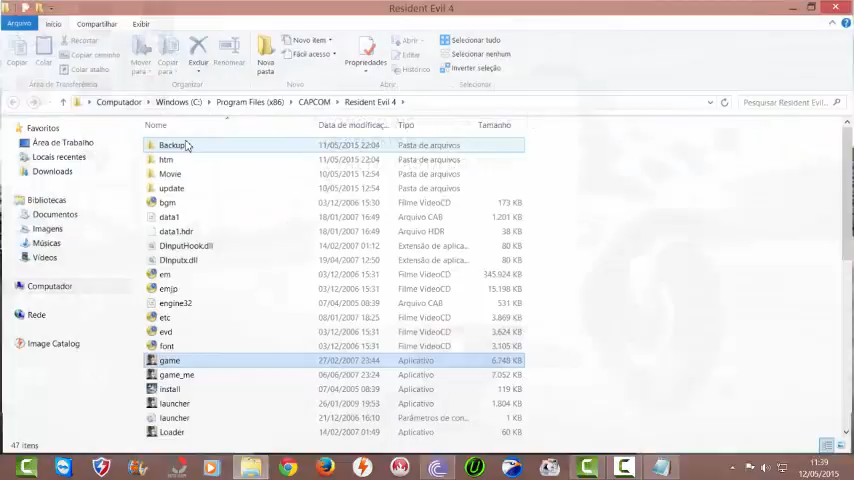 Resident Evil 4
Arquivo Início Compartilhar Exibir
Copiar Colar Recortar Copiar caminho Colar atalho
Mover para Copiar para Excluir Renomear
Nova pasta Novo item Fácil acesso
Propriedades Abrir Editar Histórico
Selecionar tudo Selecionar nenhum Inverter seleção
Área de Transferência Organizar Novo Abrir Selecionar
Computador Windows (C:) Program Files (x86) CAPCOM Resident Evil 4
Pesquisar Resident Evil 4
Favoritos
Área de Trabalho
Locais recentes
Downloads
Bibliotecas
Documentos
Imagens
Músicas
Vídeos
Computador
Rede
Image Catalog
Nome Data de modificaç... Tipo Tamanho
Backup 11/05/2015 22:04 Pasta de arquivos
htm 11/05/2015 22:04 Pasta de arquivos
Movie 10/05/2015 12:54 Pasta de arquivos
update 10/05/2015 12:54 Pasta de arquivos
bgm 03/12/2006 15:30 Filme VideoCD 173 KB
data1 18/01/2007 16:49 Arquivo CAB 1.201 KB
data1.hdr 18/01/2007 16:49 Arquivo HDR 38 KB
DInputHook.dll 14/02/2007 01:12 Extensão de aplica... 80 KB
DInputx.dll 19/04/2007 12:50 Extensão de aplica... 80 KB
em 03/12/2006 15:31 Filme VideoCD 345.924 KB
emjp 03/12/2006 15:31 Filme VideoCD 15.198 KB
engine32 07/04/2005 08:39 Arquivo CAB 531 KB
etc 07/01/2007 18:25 Filme VideoCD 3.869 KB
evd 03/12/2006 15:31 Filme VideoCD 3.624 KB
font 03/12/2006 15:31 Filme VideoCD 3.105 KB
game 27/02/2007 23:44 Aplicativo 6.748 KB
game_me 06/06/2007 23:24 Aplicativo 7.052 KB
install 07/04/2005 08:39 Aplicativo 119 KB
launcher 26/01/2009 19:53 Aplicativo 1.804 KB
launcher 21/12/2006 16:10 Parâmetros de con... 1 KB
Loader 14/02/2007 01:49 Aplicativo 60 KB
47 itens
11:39
12/05/2015